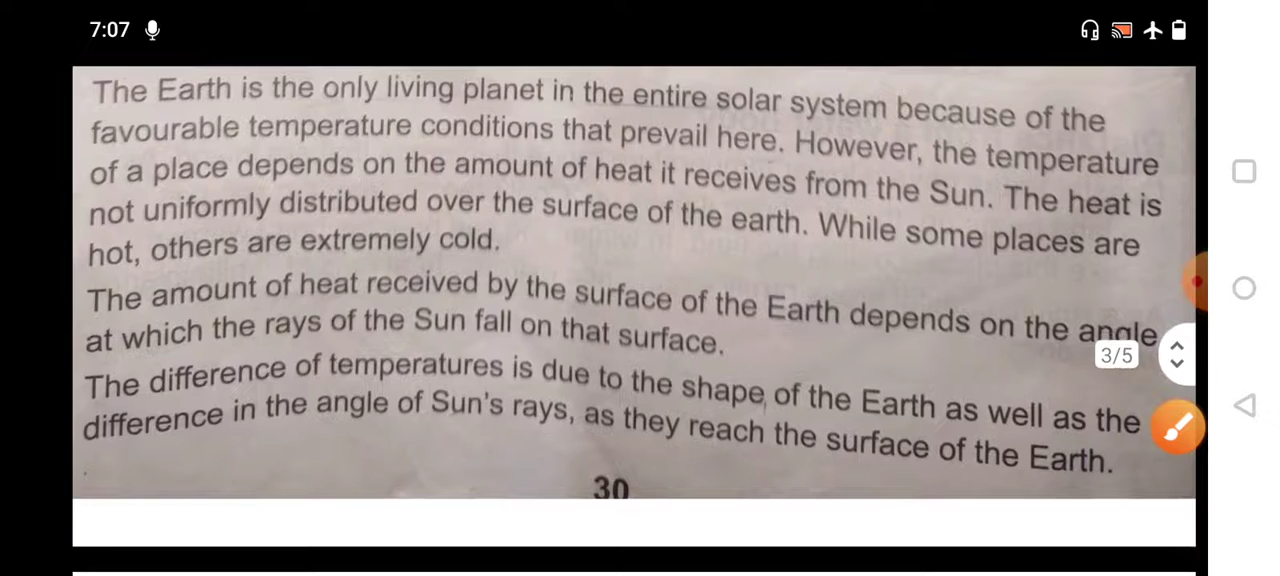 7:07
The Earth is the only living planet in the entire solar system because of the
favourable temperature conditions that prevail here. However, the temperature
of a place depends on the amount of heat it receives from the Sun. The heat is
not uniformly distributed over the surface of the earth. While some places are
hot, others are extremely cold.
The amount of heat received by the surface of the Earth depends on the angle
at which the rays of the Sun fall on that surface.
3/5
The difference of temperatures is due to the shape of the Earth as well as the
difference in the angle of Sun's rays, as they reach the surface of the Earth.
30